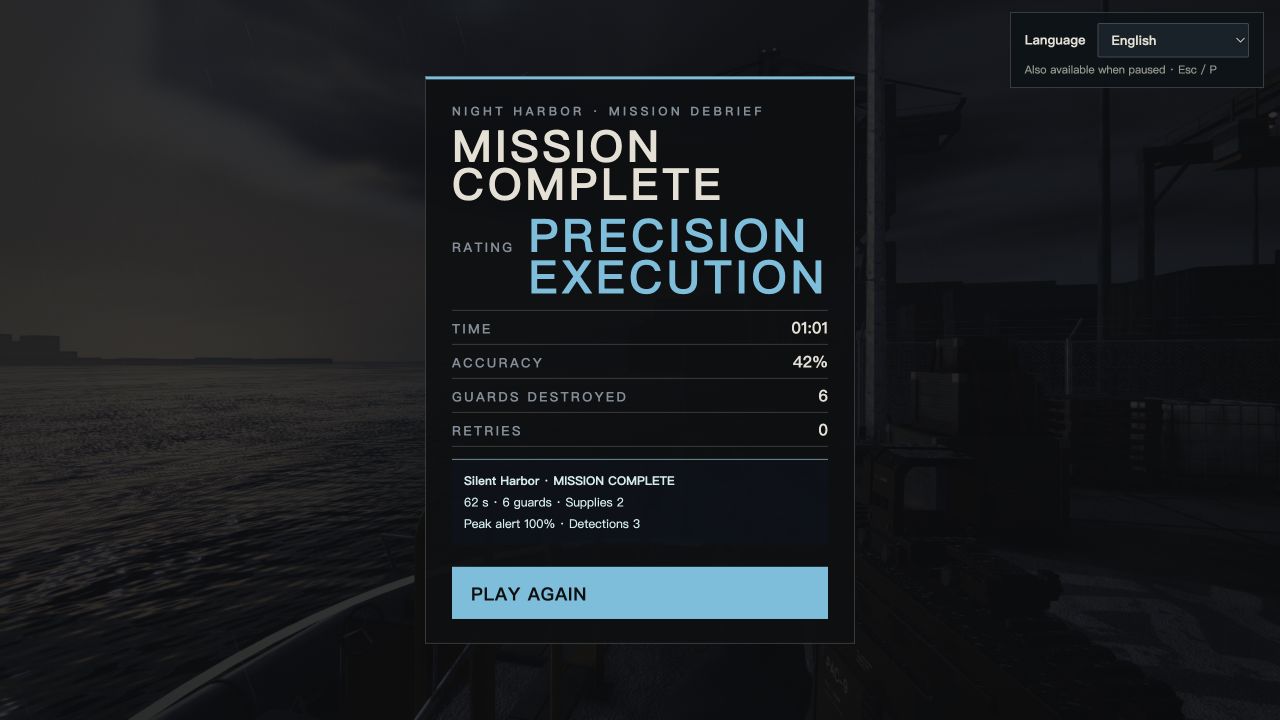 Language English
Also available when paused · Esc / P
NIGHT HARBOR · MISSION DEBRIEF
MISSION
COMPLETE
RATING PRECISION
EXECUTION
TIME 01:01
ACCURACY 42%
GUARDS DESTROYED 6
RETRIES 0
Silent Harbor · MISSION COMPLETE
62 s · 6 guards · Supplies 2
Peak alert 100% · Detections 3
PLAY AGAIN